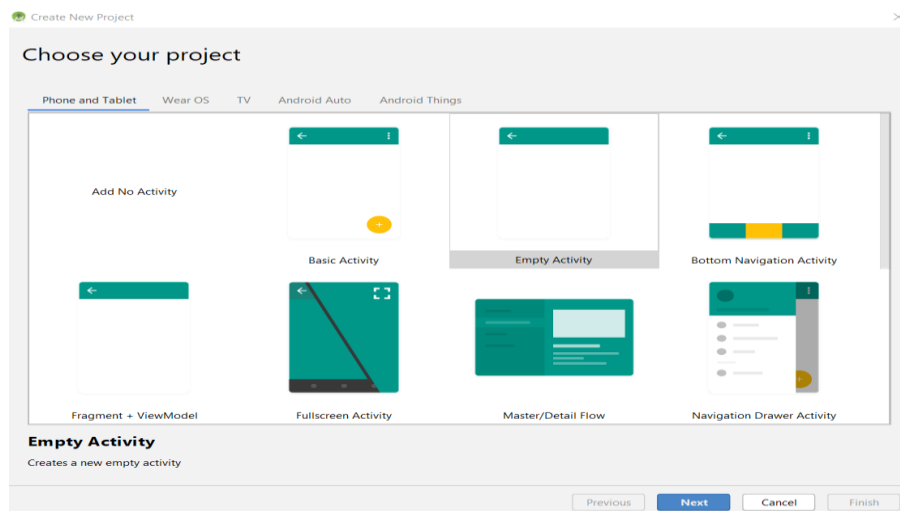 Create New Project
Choose your project
Phone and Tablet Wear OS TV Android Auto Android Things
Add No Activity
Basic Activity Empty Activity Bottom Navigation Activity
Fragment + ViewModel Fullscreen Activity Master/Detail Flow Navigation Drawer Activity
Empty Activity
Creates a new empty activity
Previous Next Cancel Finish